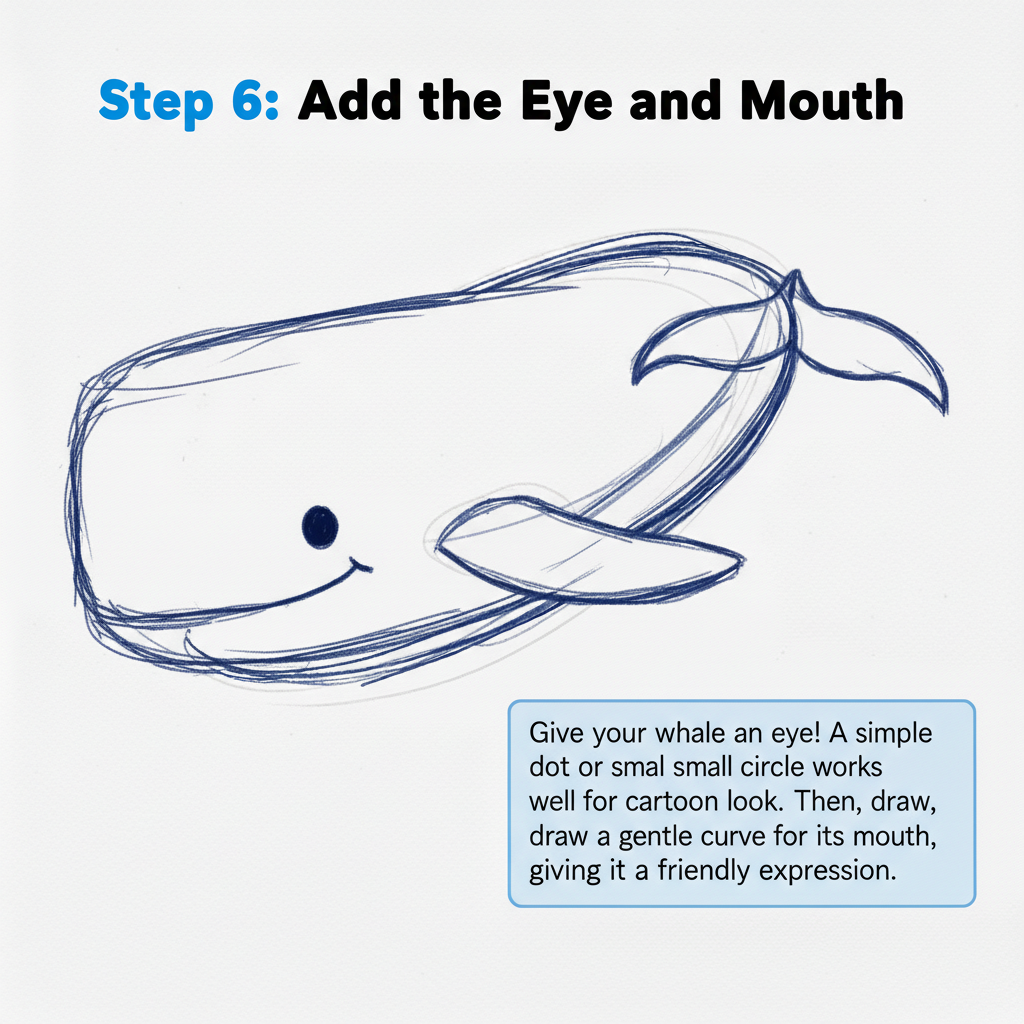 Step 6: Add the Eye and Mouth
Give your whale an eye! A simple
dot or smal small circle works
well for cartoon look. Then, draw,
draw a gentle curve for its mouth,
giving it a friendly expression.